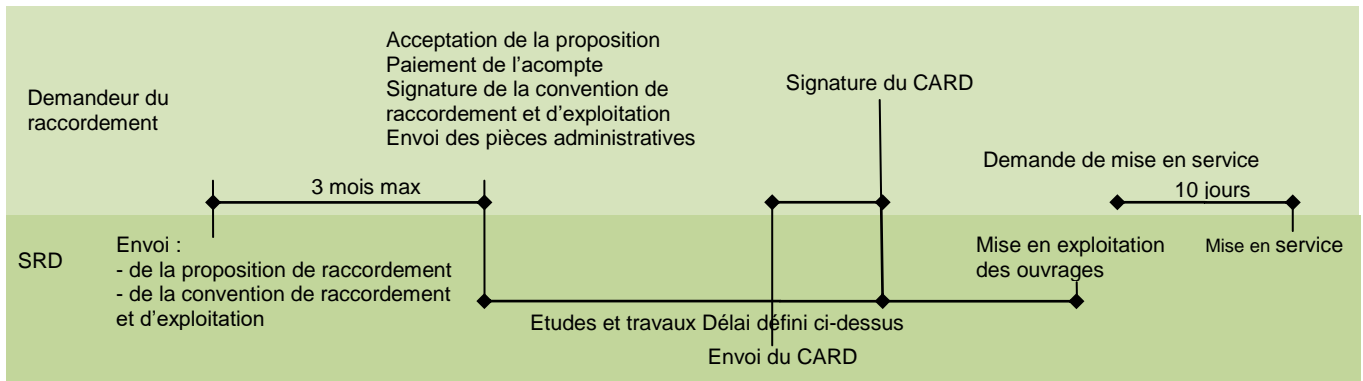 Acceptation de la proposition
Paiement de l'acompte
Signature de la convention de
raccordement et d'exploitation
Envoi des pièces administratives
Signature du CARD
Demandeur du
raccordement
Demande de mise en service
3 mois max
10 jours
SRD
Envoi :
- de la proposition de raccordement
- de la convention de raccordement
et d'exploitation
Mise en exploitation
des ouvrages
Mise en service
Etudes et travaux Délai défini ci-dessus
Envoi du CARD